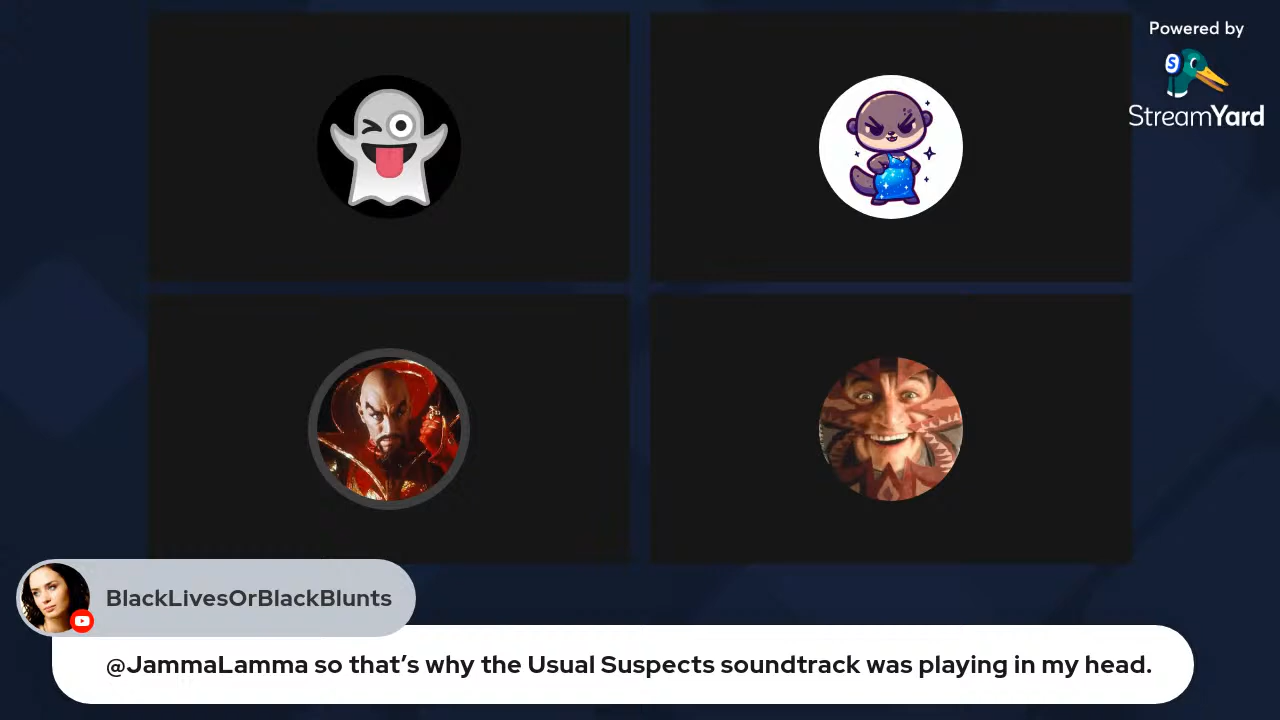 Powered by
S
StreamYard
BlackLivesOrBlackBlunts
@JammaLamma so that’s why the Usual Suspects soundtrack was playing in my head.